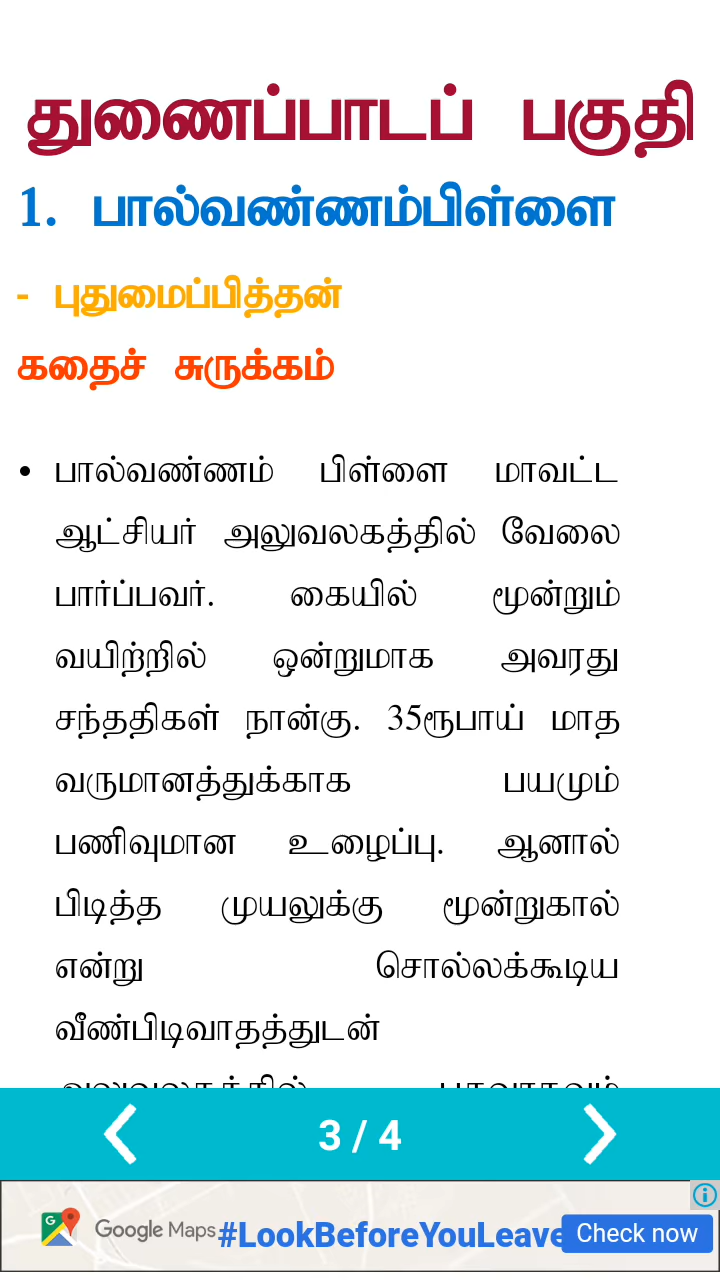 துணைப்பாடப் பகுதி
1. பால்வண்ணம்பிள்ளை
- புதுமைப்பித்தன்
கதைச் சுருக்கம்
• பால்வண்ணம் பிள்ளை மாவட்ட
ஆட்சியர் அலுவலகத்தில் வேலை
பார்ப்பவர். கையில் மூன்றும்
வயிற்றில் ஒன்றுமாக அவரது
சந்ததிகள் நான்கு. 35ரூபாய் மாத
வருமானத்துக்காக பயமும்
பணிவுமான உழைப்பு. ஆனால்
பிடித்த முயலுக்கு மூன்றுகால்
என்று சொல்லக்கூடிய
வீண்பிடிவாதத்துடன்
3 / 4
Google Maps
#LookBeforeYouLeave
Check now